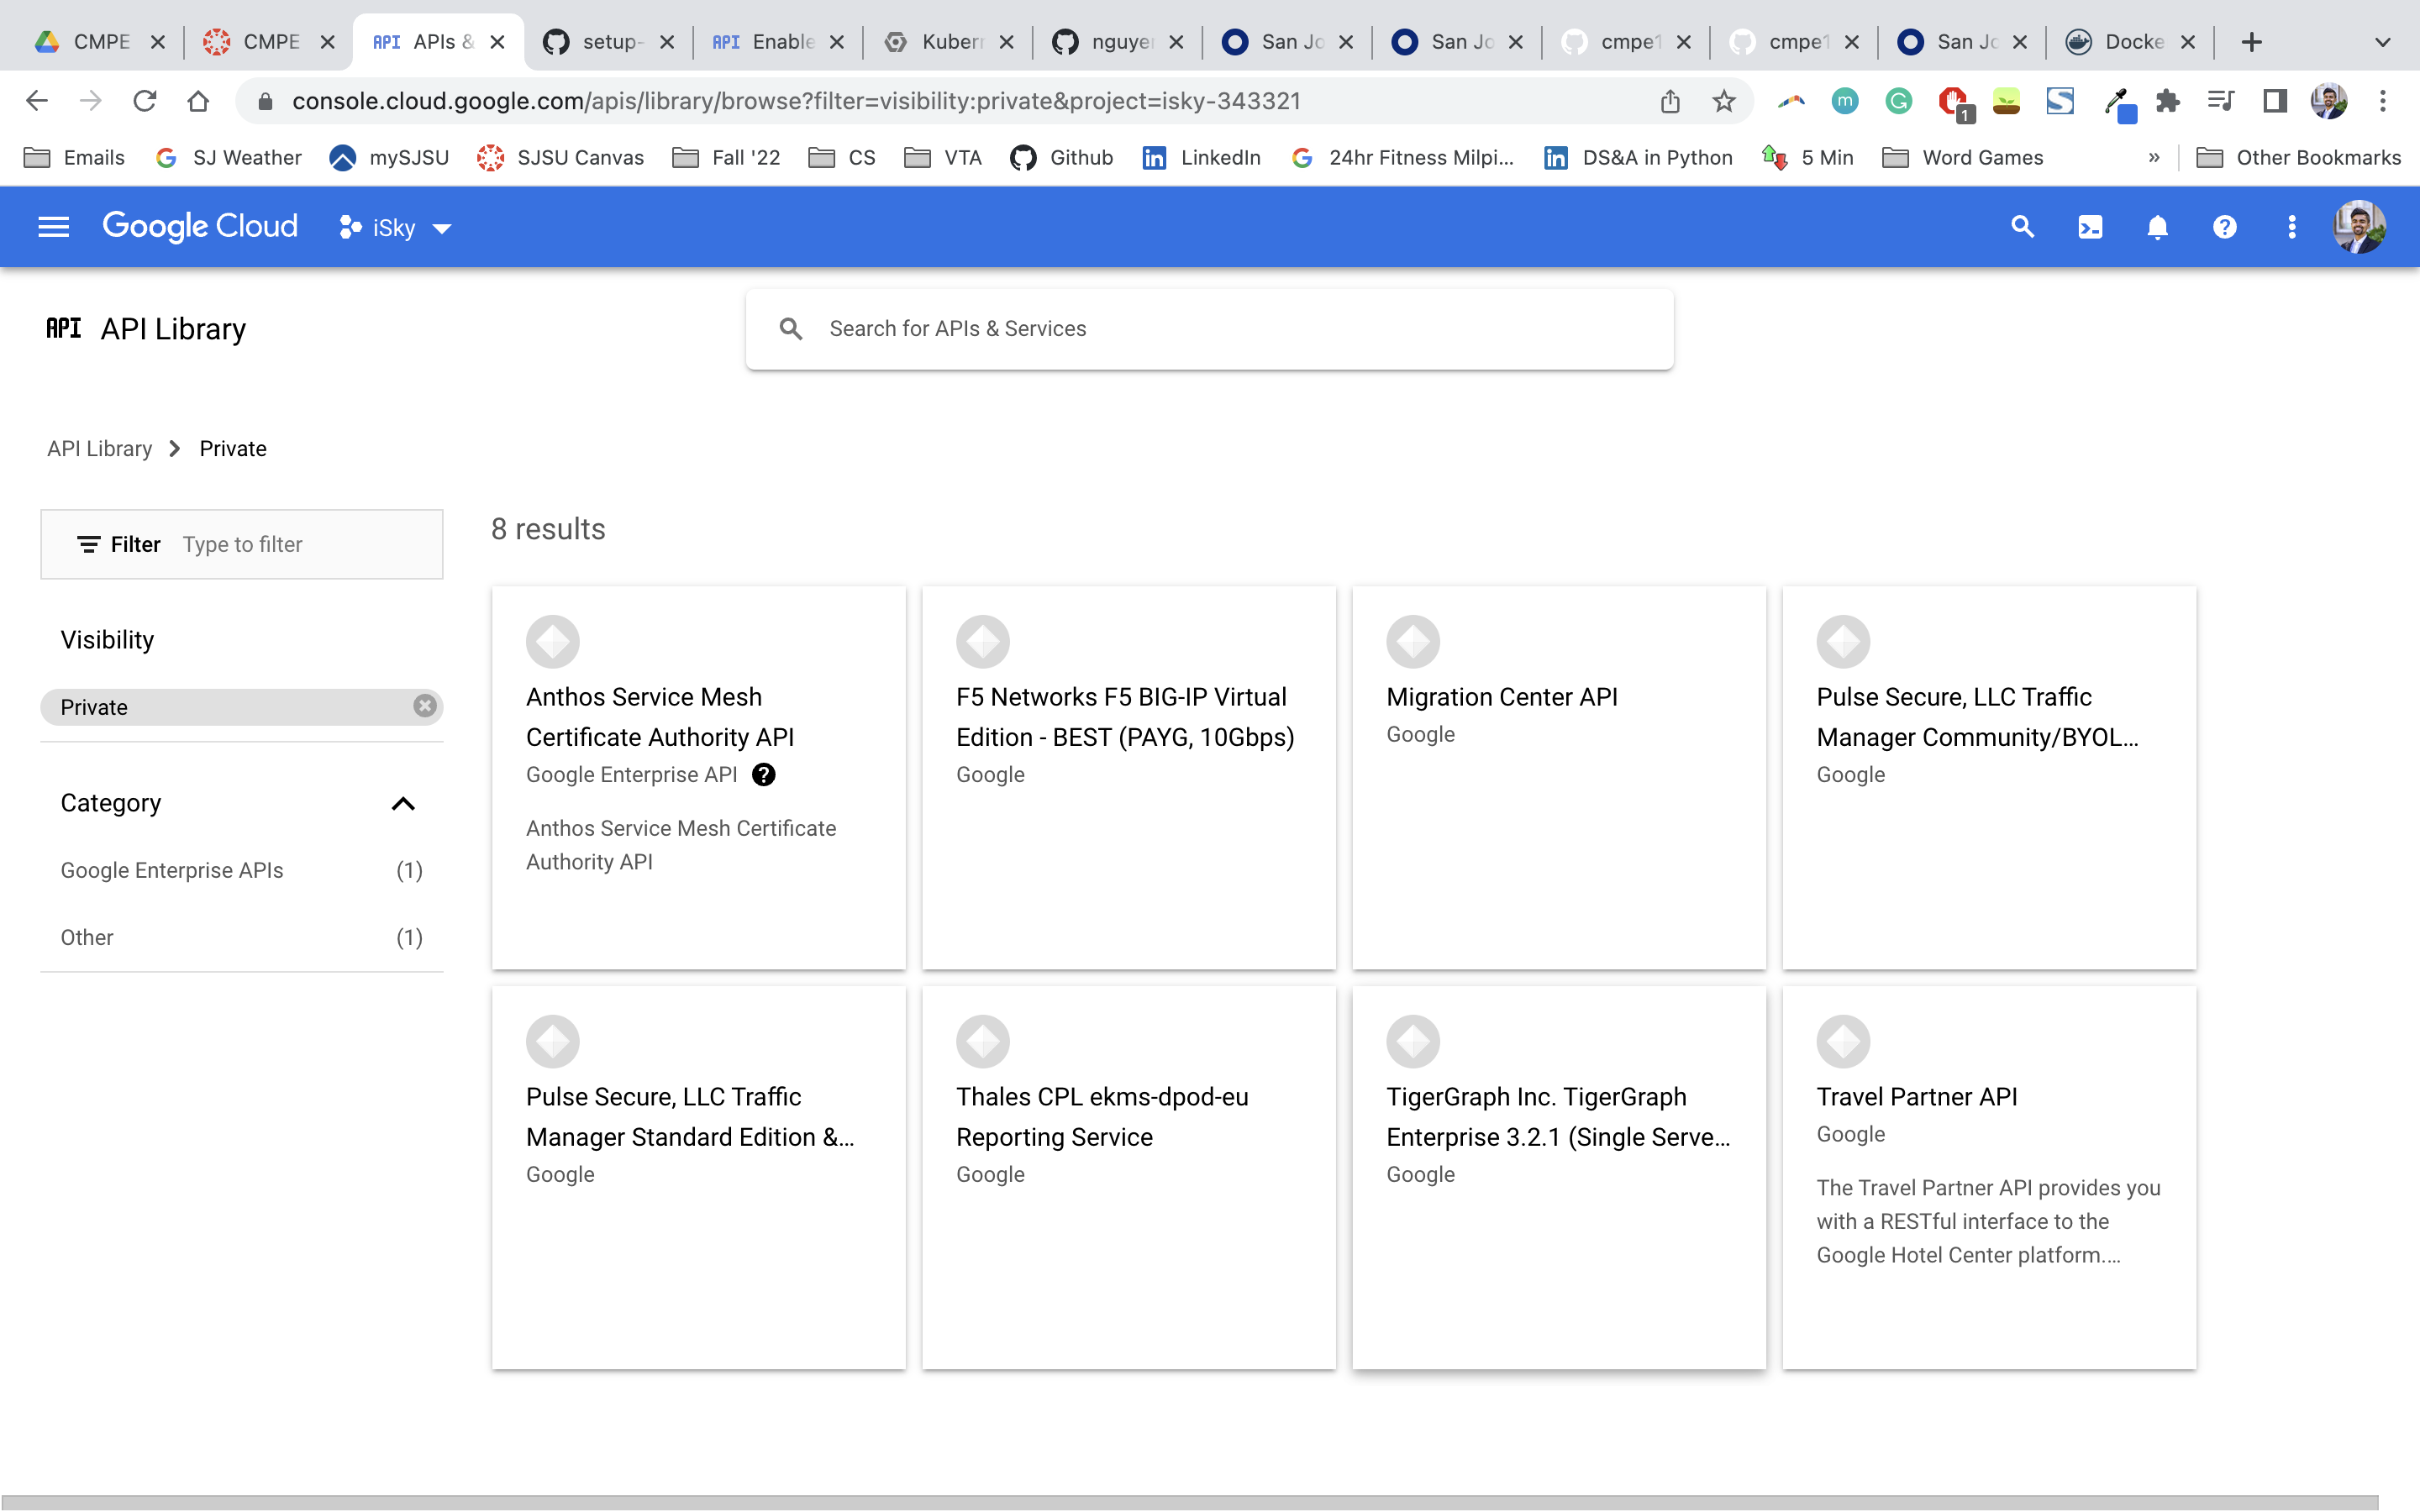 CMPE
CMPE
API APIs &
setup-
API Enable
Kubern
nguyen
San Jo
San Jo
cmpe1
cmpe1
San Jo
Docke
console.cloud.google.com/apis/library/browse?filter=visibility:private&project=isky-343321
m
G
1
S
Emails
G SJ Weather
mySJSU
SJSU Canvas
Fall '22
CS
VTA
Github
in LinkedIn
G 24hr Fitness Milpi...
in DS&A in Python
5 Min
Word Games
»
Other Bookmarks
Google Cloud
iSky
API API Library
Search for APIs & Services
API Library
Private
Filter Type to filter
Visibility
Private
Category
Google Enterprise APIs (1)
Other (1)
8 results
Anthos Service Mesh
Certificate Authority API
Google Enterprise API ?
Anthos Service Mesh Certificate
Authority API
F5 Networks F5 BIG-IP Virtual
Edition - BEST (PAYG, 10Gbps)
Google
Migration Center API
Google
Pulse Secure, LLC Traffic
Manager Community/BYOL...
Google
Pulse Secure, LLC Traffic
Manager Standard Edition &...
Google
Thales CPL ekms-dpod-eu
Reporting Service
Google
TigerGraph Inc. TigerGraph
Enterprise 3.2.1 (Single Serve...
Google
Travel Partner API
Google
The Travel Partner API provides you
with a RESTful interface to the
Google Hotel Center platform....